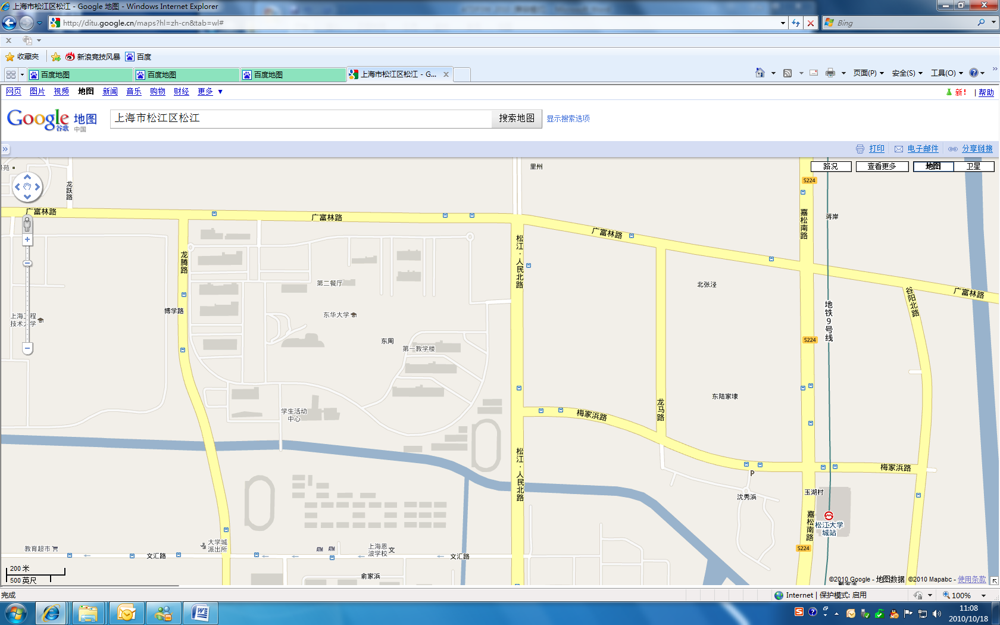 上海市松江区松江 - Google 地图 - Windows Internet Explorer
http://ditu.google.cn/maps?hl=zh-cn&tab=wl#
Bing
收藏夹 新浪竞技风暴 百度
百度地图 百度地图 百度地图 上海市松江区松江 - G...
页面(P) 安全(S) 工具(O)
网页 图片 视频 地图 新闻 音乐 购物 财经 更多 ▼
新! | 帮助
Google 地图
谷歌 中国
上海市松江区松江
搜索地图
显示搜索选项
打印 电子邮件 分享链接
路况 查看更多 地图 卫星
里州
S224
龙跃路
广富林路
广富林路
广富林路
广富林路
嘉松南路
蒋岸
松江·人民北路
龙腾路
第二餐厅
北张泾
谷阳北路
博学路
东华大学
上海工程
技术大学
地铁9号线
东周
第一教学楼
S224
东陆家埭
龙马路
学生活动
中心
梅家浜路
松江·人民北路
梅家浜路
P
玉湖村
沈秀浜
嘉松南路
松江大学
城站
S224
教育超市
大学城
派出所
ATM ATM
上海恩
波学校
文
文汇路
文汇路
俞家浜
200 米
500 英尺
©2010 Google - 地图数据 ©2010 Mapabc - 使用条款
完成
Internet | 保护模式: 启用
100%
11:08
2010/10/18